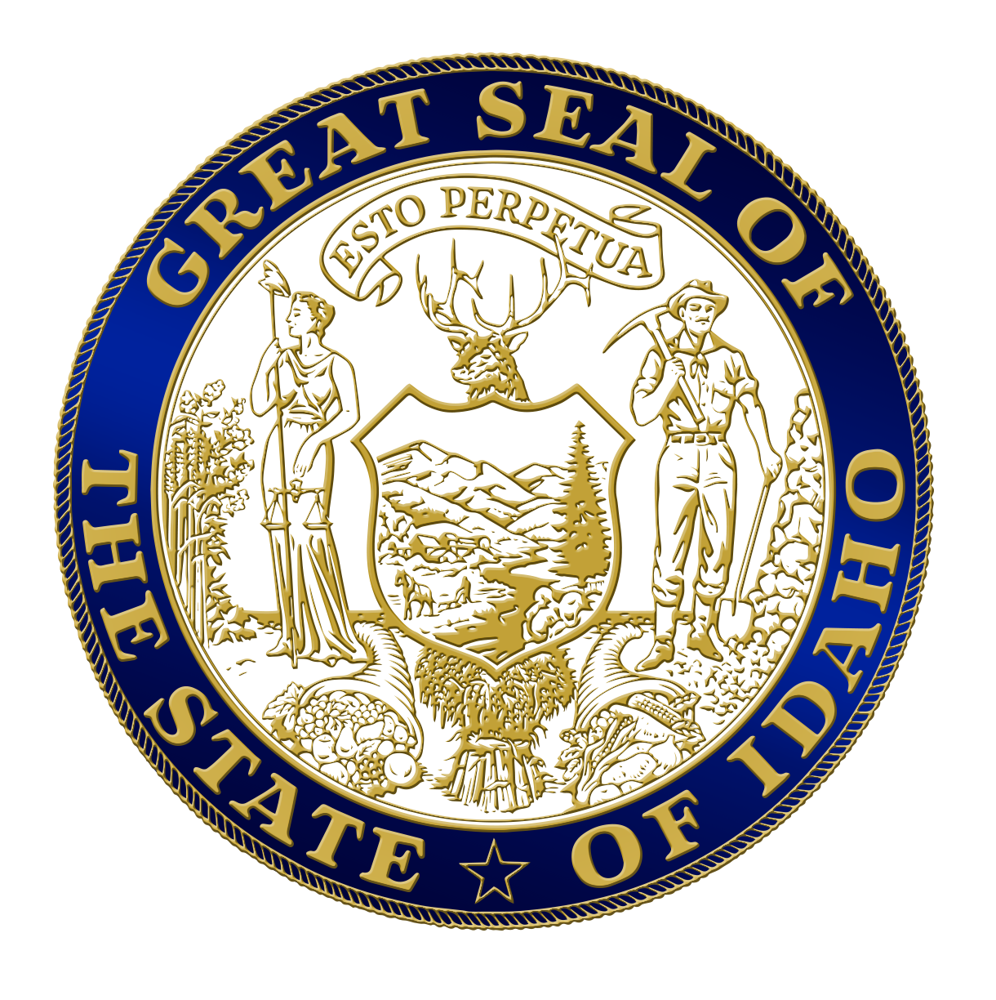 GREAT SEAL OF
THE STATE OF IDAHO
ESTO PERPETUA